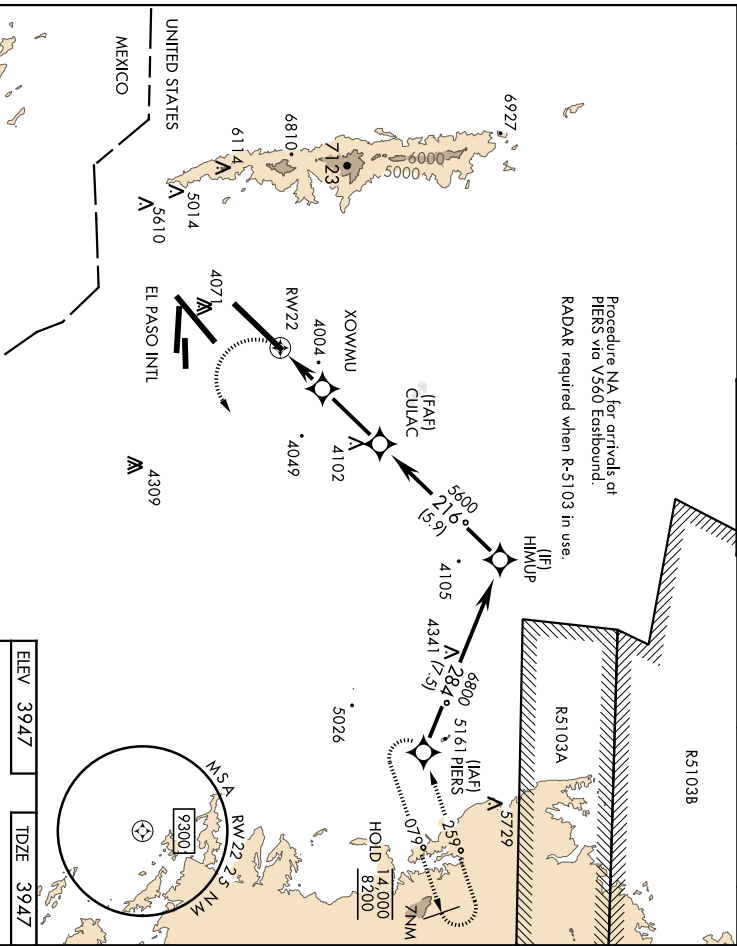 UNITED STATES
MEXICO
6927
6000
5000
7123
6810
6114
5014
5610
Procedure NA for arrivals at
PIERS via V560 Eastbound.
RADAR required when R-5103 in use.
R5103B
R5103A
EL PASO INTL
4071
RW22
4004
XOWMU
(FAF)
CULAC
4102
4049
4309
5600
216°
(5.9)
(IF)
HIMUP
4105
4341
6800
284°
(7.5)
5161
(IAF)
PIERS
5729
5026
259°
079°
HOLD 14,000
8200
7NM
MSA RW22 25 NM
9300
ELEV 3947
TDZE 3947